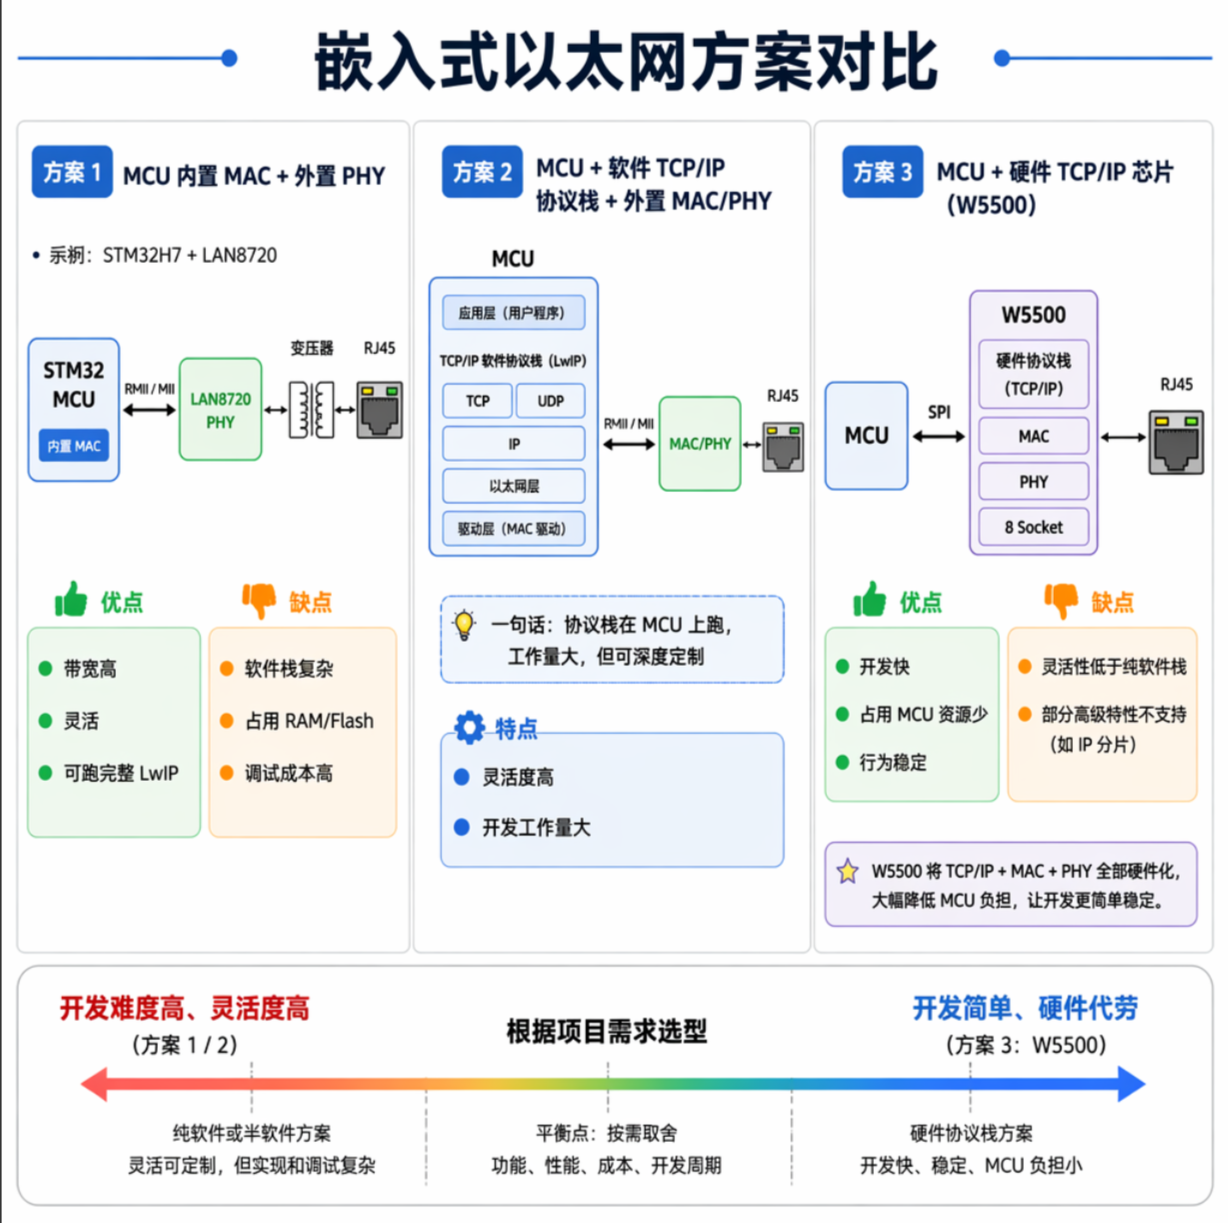 嵌入式以太网方案对比
方案 1
MCU 内置 MAC + 外置 PHY
• 示例：STM32H7 + LAN8720
STM32
MCU
内置 MAC
RMII / MII
LAN8720
PHY
变压器
RJ45
优点
带宽高
灵活
可跑完整 LwIP
缺点
软件栈复杂
占用 RAM/Flash
调试成本高
方案 2
MCU + 软件 TCP/IP
协议栈 + 外置 MAC/PHY
MCU
应用层（用户程序）
TCP/IP 软件协议栈（LwIP）
TCP
UDP
IP
以太网层
驱动层（MAC 驱动）
RMII / MII
MAC/PHY
RJ45
一句话：协议栈在 MCU 上跑，
工作量大，但可深度定制
特点
灵活度高
开发工作量大
方案 3
MCU + 硬件 TCP/IP 芯片
（W5500）
MCU
SPI
W5500
硬件协议栈
（TCP/IP）
MAC
PHY
8 Socket
RJ45
优点
开发快
占用 MCU 资源少
行为稳定
缺点
灵活性低于纯软件栈
部分高级特性不支持
（如 IP 分片）
W5500 将 TCP/IP + MAC + PHY 全部硬件化，
大幅降低 MCU 负担，让开发更简单稳定。
开发难度高、灵活度高
（方案 1 / 2）
根据项目需求选型
开发简单、硬件代劳
（方案 3：W5500）
纯软件或半软件方案
灵活可定制，但实现和调试复杂
平衡点：按需取舍
功能、性能、成本、开发周期
硬件协议栈方案
开发快、稳定、MCU 负担小